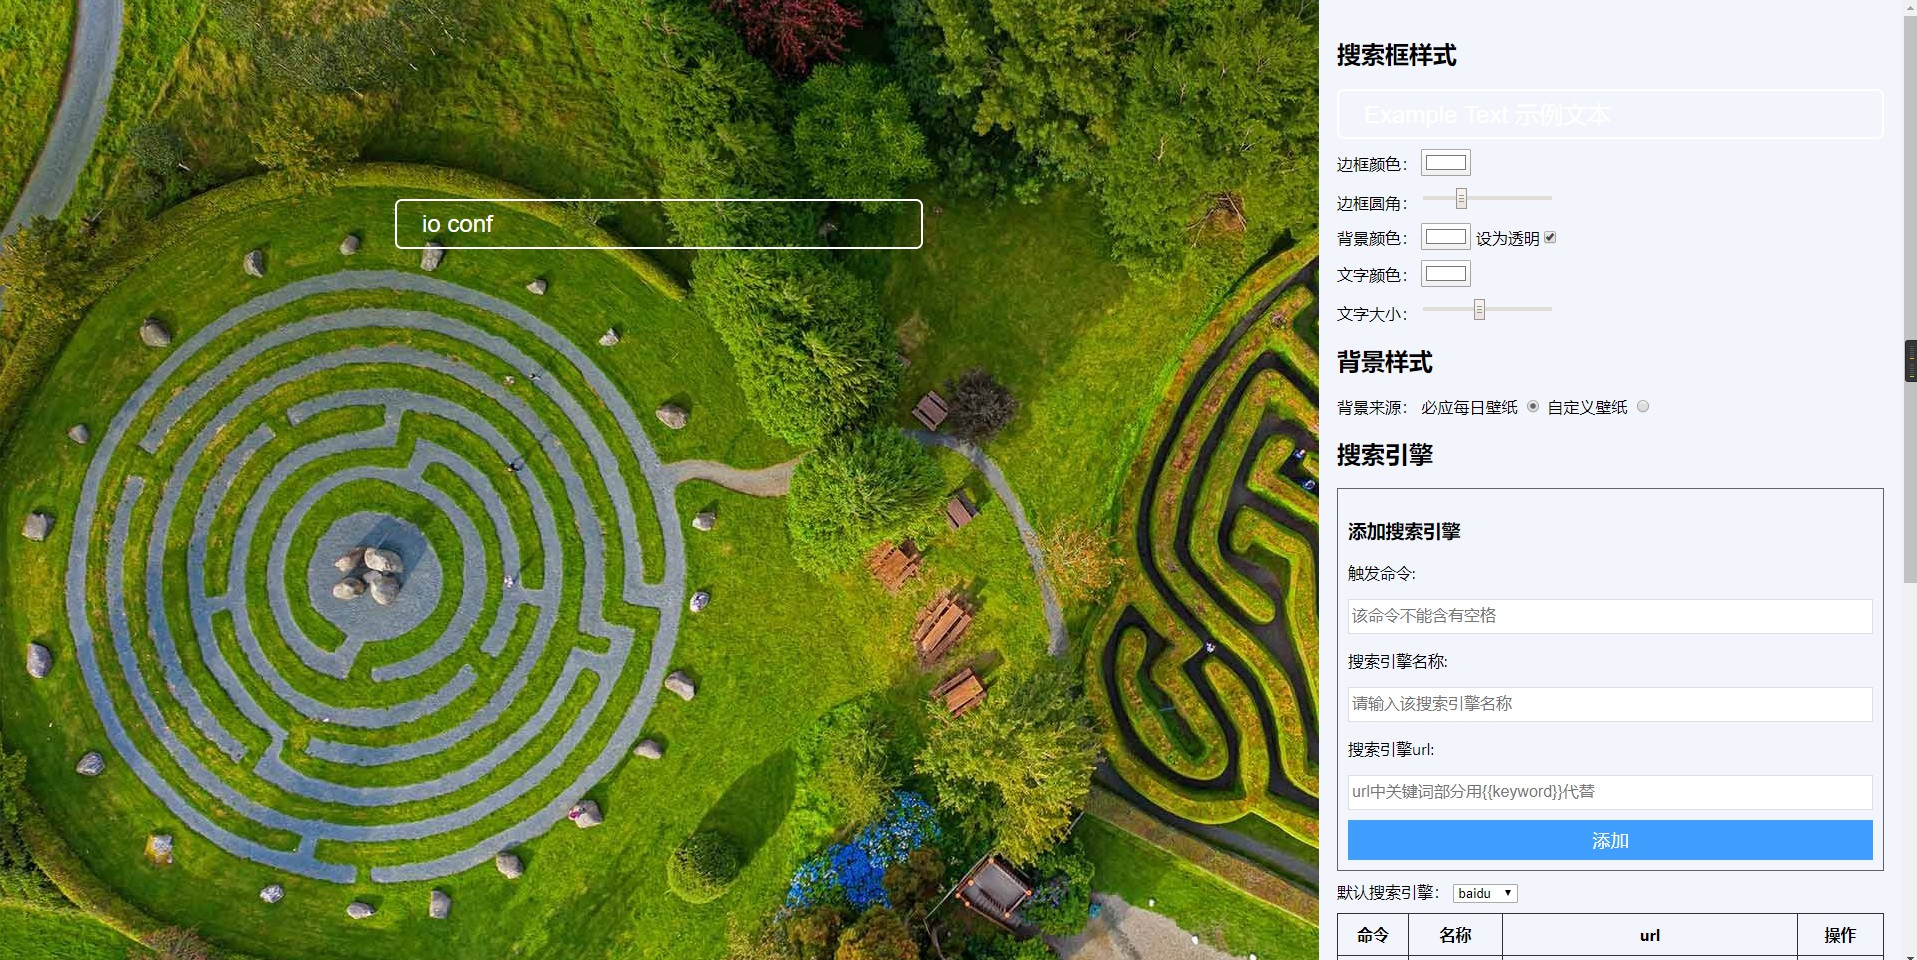 io conf
搜索框样式
Example Text 示例文本
边框颜色：
边框圆角：
背景颜色： 设为透明
文字颜色：
文字大小：
背景样式
背景来源： 必应每日壁纸 自定义壁纸
搜索引擎
添加搜索引擎
触发命令:
该命令不能含有空格
搜索引擎名称:
请输入该搜索引擎名称
搜索引擎url:
url中关键词部分用{{keyword}}代替
添加
默认搜索引擎： baidu
命令 名称 url 操作